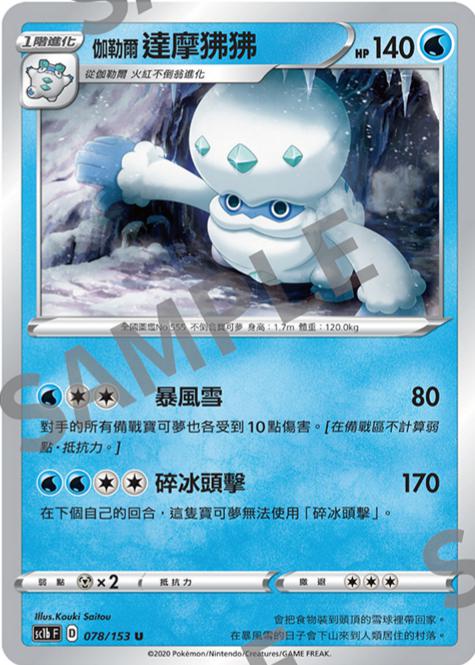 1階進化
伽勒爾 達摩狒狒
HP 140
從伽勒爾 火紅不倒翁進化
全國圖鑑No.555 不倒翁寶可夢 身高：1.7m 體重：120.0kg
暴風雪 80
對手的所有備戰寶可夢也各受到10點傷害。[在備戰區不計算弱
點・抵抗力。]
碎冰頭擊 170
在下個自己的回合，這隻寶可夢無法使用「碎冰頭擊」。
弱點 ×2 抵抗力 撤退
Illus.Kouki Saitou
sc1b F D 078/153 U
會把食物裝到頭頂的雪球裡帶回家。
在暴風雪的日子會下山來到人類居住的村落。
©2020 Pokémon/Nintendo/Creatures/GAME FREAK.
SAMPLE